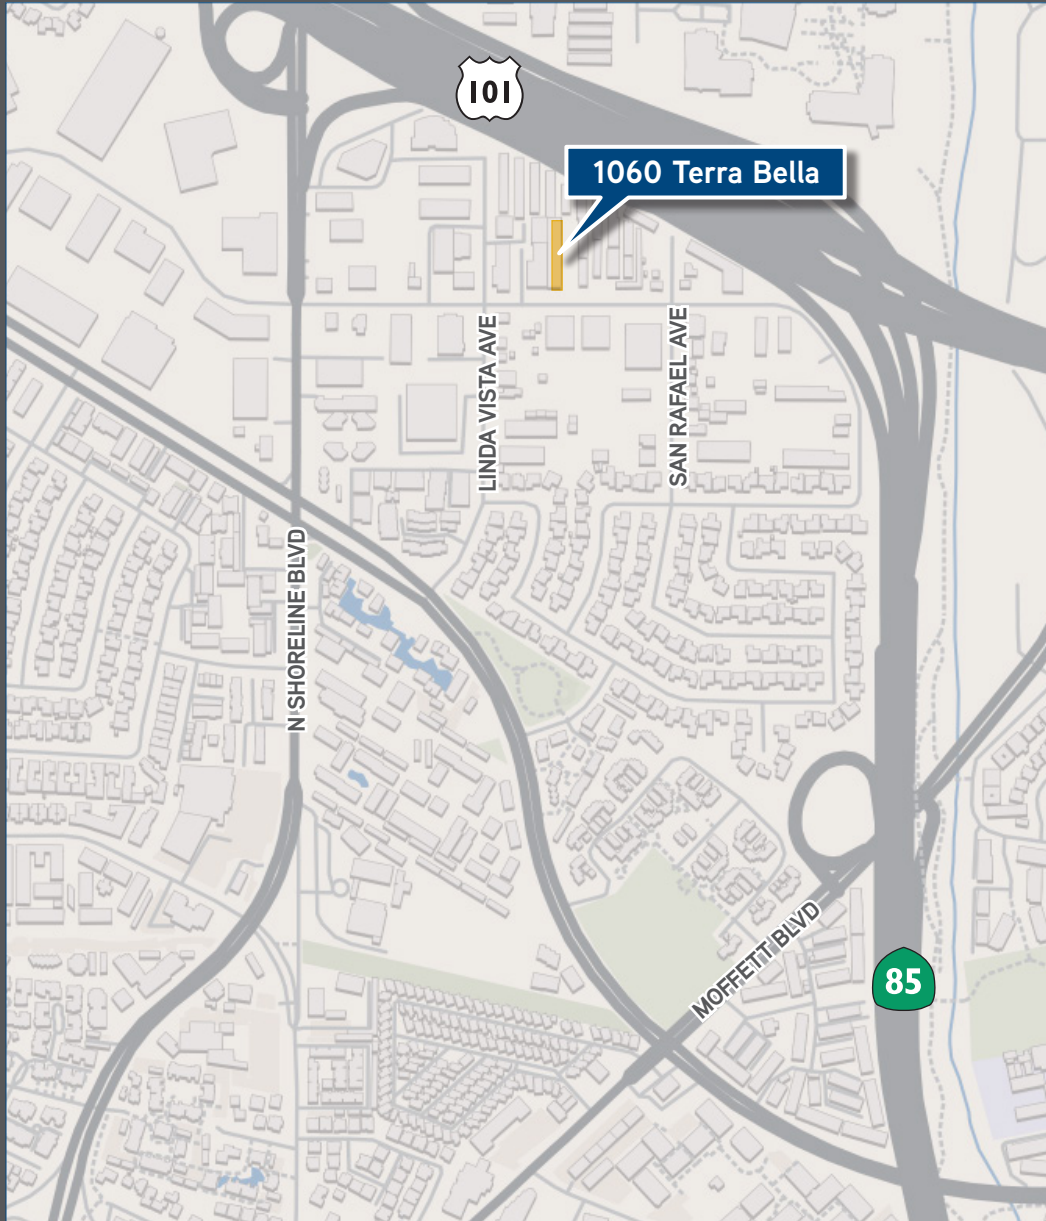 101
1060 Terra Bella
LINDA VISTA AVE
SAN RAFAEL AVE
N SHORELINE BLVD
MOFFETT BLVD
85